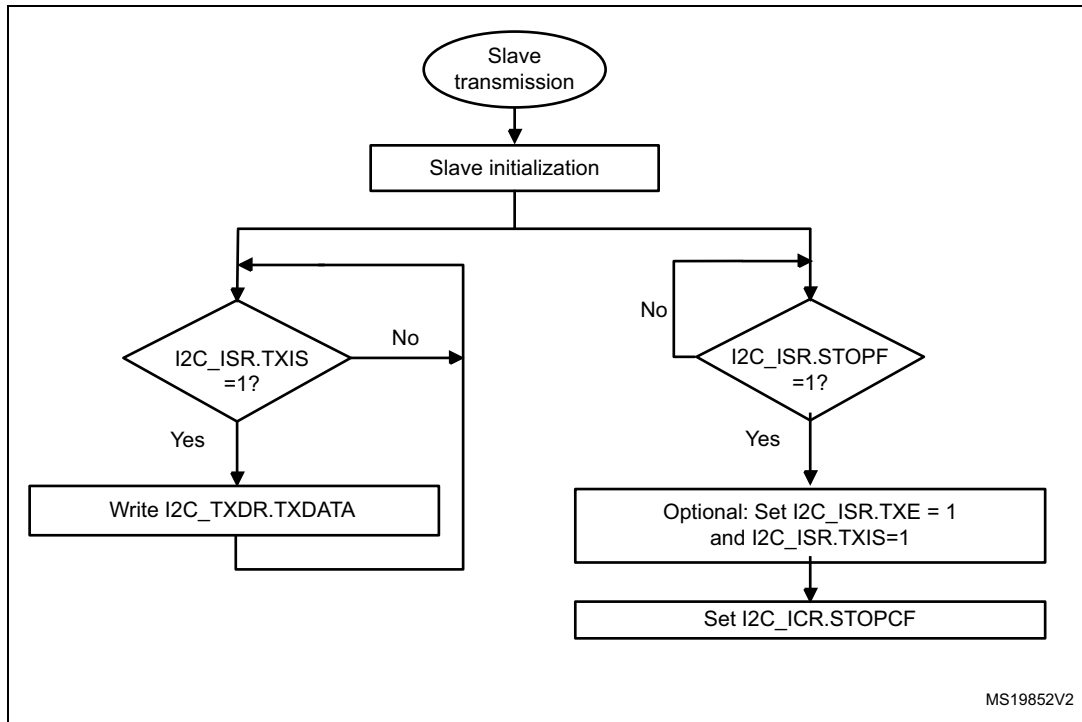 Slave
transmission
Slave initialization
No
I2C_ISR.TXIS
=1?
Yes
Write I2C_TXDR.TXDATA
No
I2C_ISR.STOPF
=1?
Yes
Optional: Set I2C_ISR.TXE = 1
and I2C_ISR.TXIS=1
Set I2C_ICR.STOPCF
MS19852V2